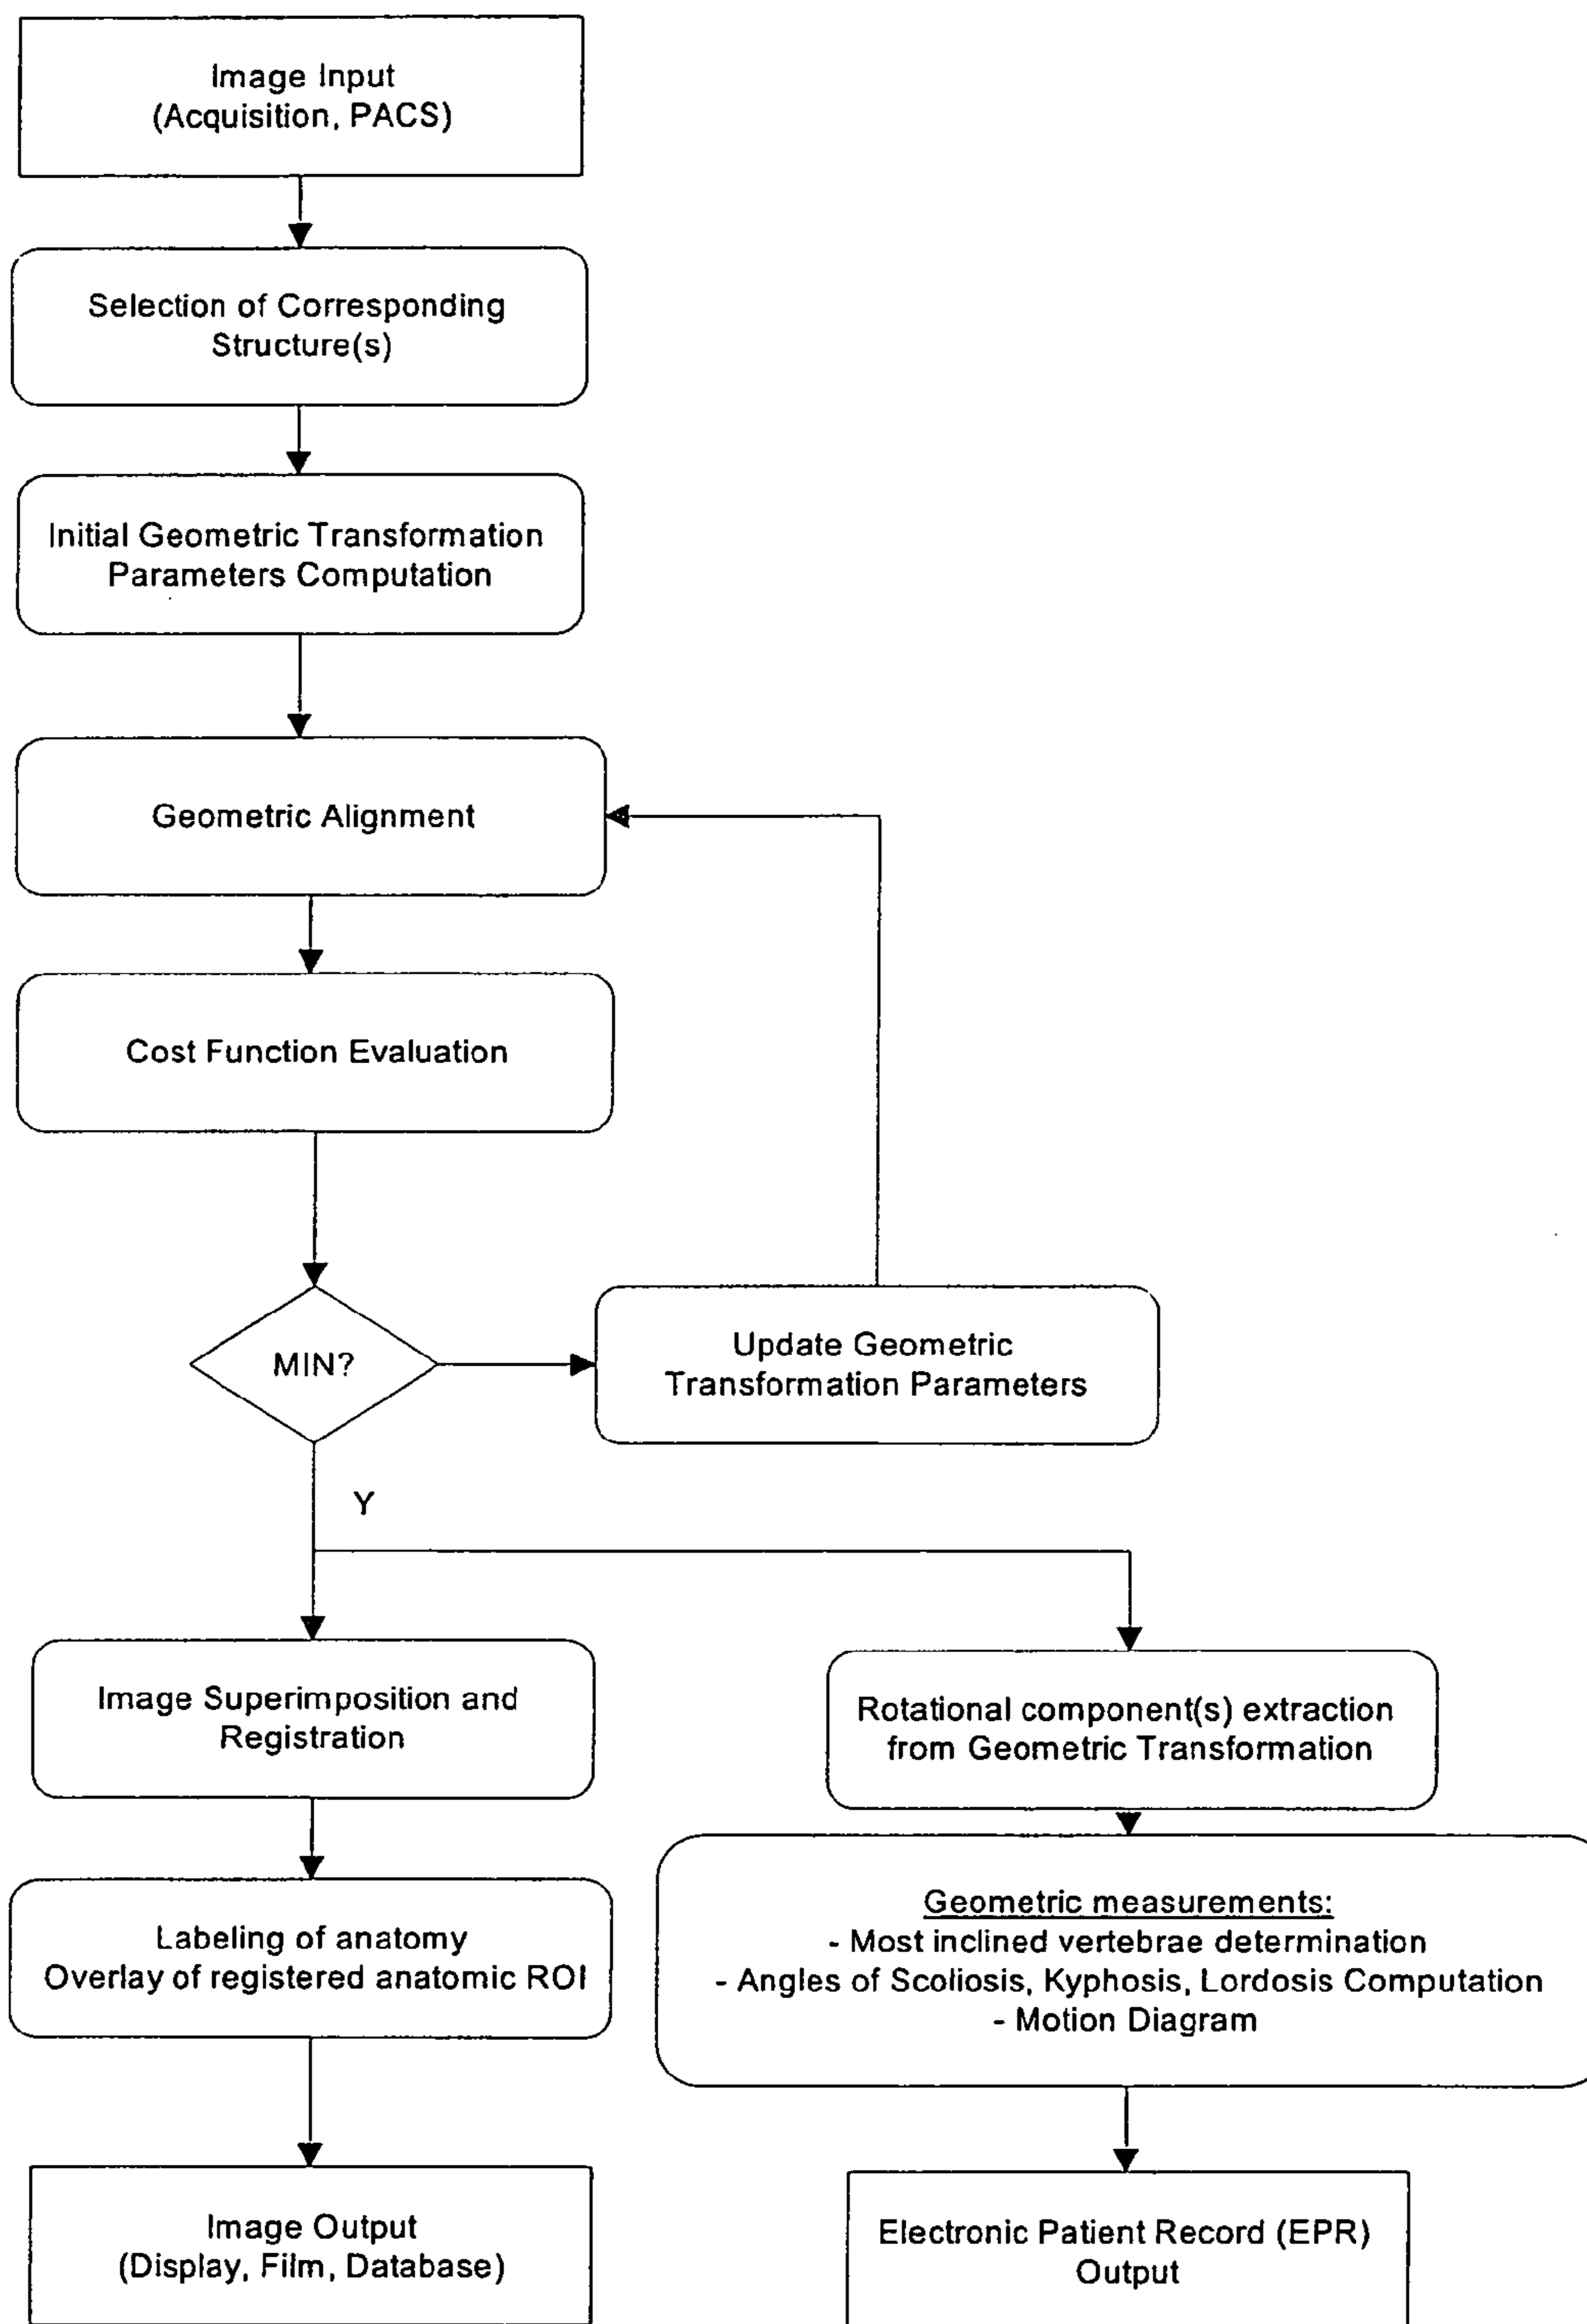 Image Input
(Acquisition, PACS)
Selection of Corresponding
Structure(s)
Initial Geometric Transformation
Parameters Computation
Geometric Alignment
Cost Function Evaluation
MIN?
Update Geometric
Transformation Parameters
Y
Image Superimposition and
Registration
Rotational component(s) extraction
from Geometric Transformation
Labeling of anatomy
Overlay of registered anatomic ROI
Geometric measurements:
- Most inclined vertebrae determination
- Angles of Scoliosis, Kyphosis, Lordosis Computation
- Motion Diagram
Image Output
(Display, Film, Database)
Electronic Patient Record (EPR)
Output